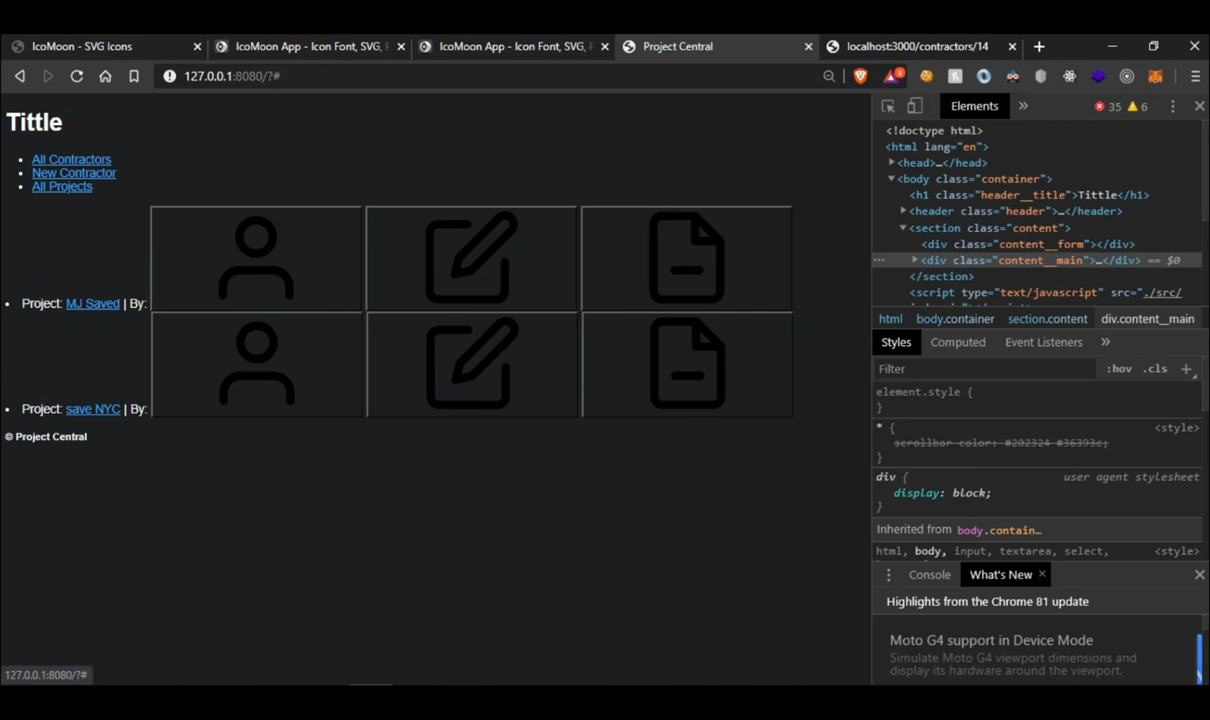 IcoMoon - SVG Icons
IcoMoon App - Icon Font, SVG,
IcoMoon App - Icon Font, SVG,
Project Central
localhost:3000/contractors/14
127.0.0.1:8080/?#
Tittle
• All Contractors
• New Contractor
• All Projects
• Project: MJ Saved | By:
• Project: save NYC | By:
© Project Central
127.0.0.1:8080/?#
Elements
35
6
<!doctype html>
<html lang="en">
<head>…</head>
<body class="container">
<h1 class="header__title">Tittle</h1>
<header class="header">…</header>
<section class="content">
<div class="content__form"></div>
<div class="content__main">…</div> == $0
</section>
<script type="text/javascript" src="./src/
html body.container section.content div.content__main
Styles Computed Event Listeners
Filter :hov .cls
element.style {
}
* { <style>
scrollbar color: #202324 #36393c;
}
div { user agent stylesheet
display: block;
}
Inherited from body.contain…
html, body, input, textarea, select, <style>
Console What's New
Highlights from the Chrome 81 update
Moto G4 support in Device Mode
Simulate Moto G4 viewport dimensions and
display its hardware around the viewport.